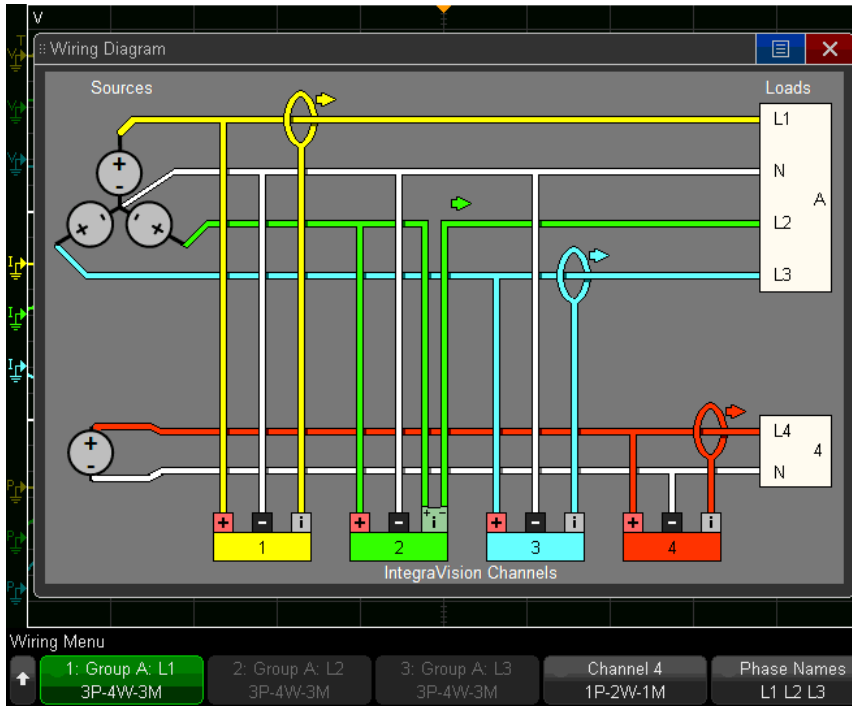 V
Wiring Diagram
Sources
Loads
L1
N
A
L2
L3
L4
4
N
+
-
+
-
+
-
+
-
+ - i
+ -
i
+ - i
+ - i
1
2
3
4
IntegraVision Channels
T
V
V
V
I
I
I
P
P
P
Wiring Menu
1: Group A: L1
3P-4W-3M
2: Group A: L2
3P-4W-3M
3: Group A: L3
3P-4W-3M
Channel 4
1P-2W-1M
Phase Names
L1 L2 L3